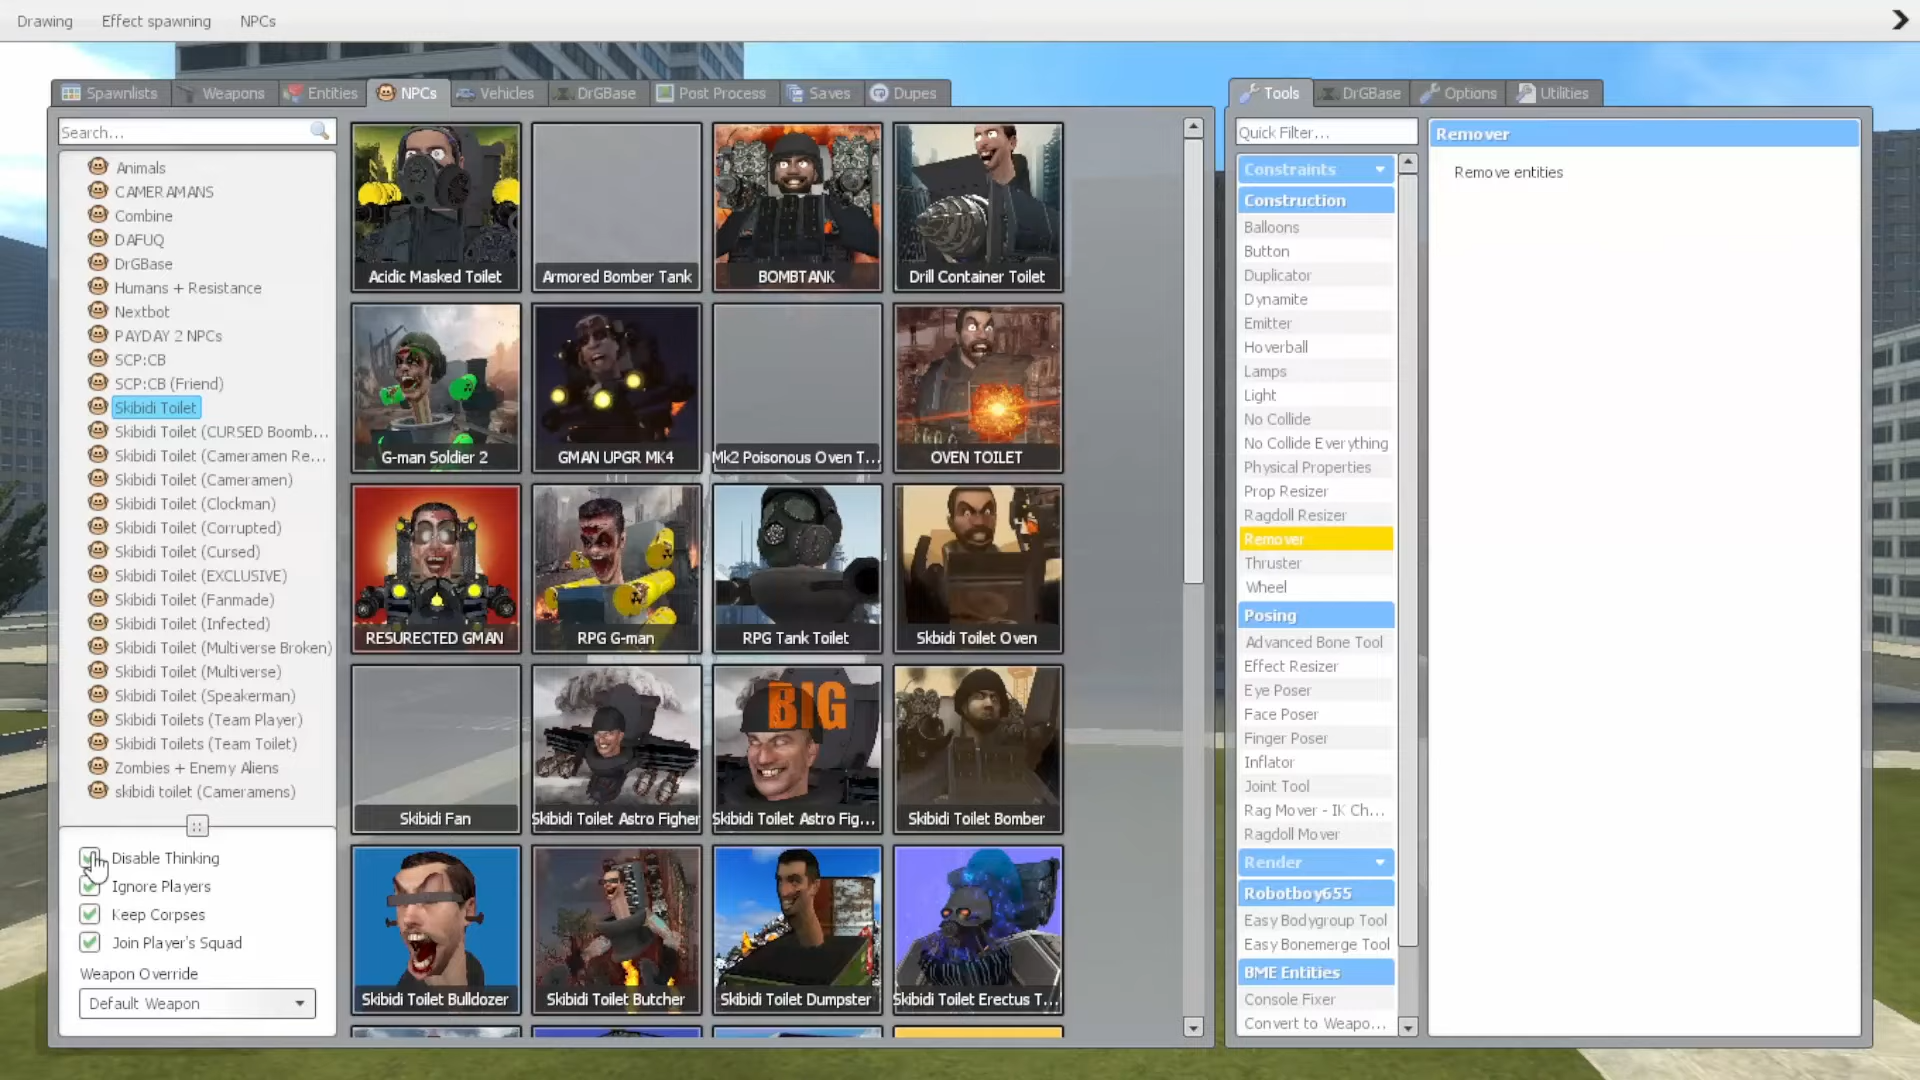 Drawing Effect spawning NPCs
Spawnlists Weapons Entities NPCs Vehicles DrGBase Post Process Saves Dupes
Search...
Animals
CAMERAMANS
Combine
DAFUQ
DrGBase
Humans + Resistance
Nextbot
PAYDAY 2 NPCs
SCP:CB
SCP:CB (Friend)
Skibidi Toilet
Skibidi Toilet (CURSED Boomb...
Skibidi Toilet (Cameramen Re...
Skibidi Toilet (Cameramen)
Skibidi Toilet (Clockman)
Skibidi Toilet (Corrupted)
Skibidi Toilet (Cursed)
Skibidi Toilet (EXCLUSIVE)
Skibidi Toilet (Fanmade)
Skibidi Toilet (Infected)
Skibidi Toilet (Multiverse Broken)
Skibidi Toilet (Multiverse)
Skibidi Toilet (Speakerman)
Skibidi Toilets (Team Player)
Skibidi Toilets (Team Toilet)
Zombies + Enemy Aliens
skibidi toilet (Cameramens)
Disable Thinking
Ignore Players
Keep Corpses
Join Player's Squad
Weapon Override
Default Weapon
Acidic Masked Toilet Armored Bomber Tank BOMBTANK Drill Container Toilet
G-man Soldier 2 GMAN UPGR MK4 Mk2 Poisonous Oven T... OVEN TOILET
RESURECTED GMAN RPG G-man RPG Tank Toilet Skbidi Toilet Oven
BIG
Skibidi Fan Skibidi Toilet Astro Figher Skibidi Toilet Astro Fig... Skibidi Toilet Bomber
Skibidi Toilet Bulldozer Skibidi Toilet Butcher Skibidi Toilet Dumpster Skibidi Toilet Erectus T...
Tools DrGBase Options Utilities
Quick Filter...
Constraints
Construction
Balloons
Button
Duplicator
Dynamite
Emitter
Hoverball
Lamps
Light
No Collide
No Collide Everything
Physical Properties
Prop Resizer
Ragdoll Resizer
Remover
Thruster
Wheel
Posing
Advanced Bone Tool
Effect Resizer
Eye Poser
Face Poser
Finger Poser
Inflator
Joint Tool
Rag Mover - IK Ch...
Ragdoll Mover
Render
Robotboy655
Easy Bodygroup Tool
Easy Bonemerge Tool
BME Entities
Console Fixer
Convert to Weapo...
Remover
Remove entities